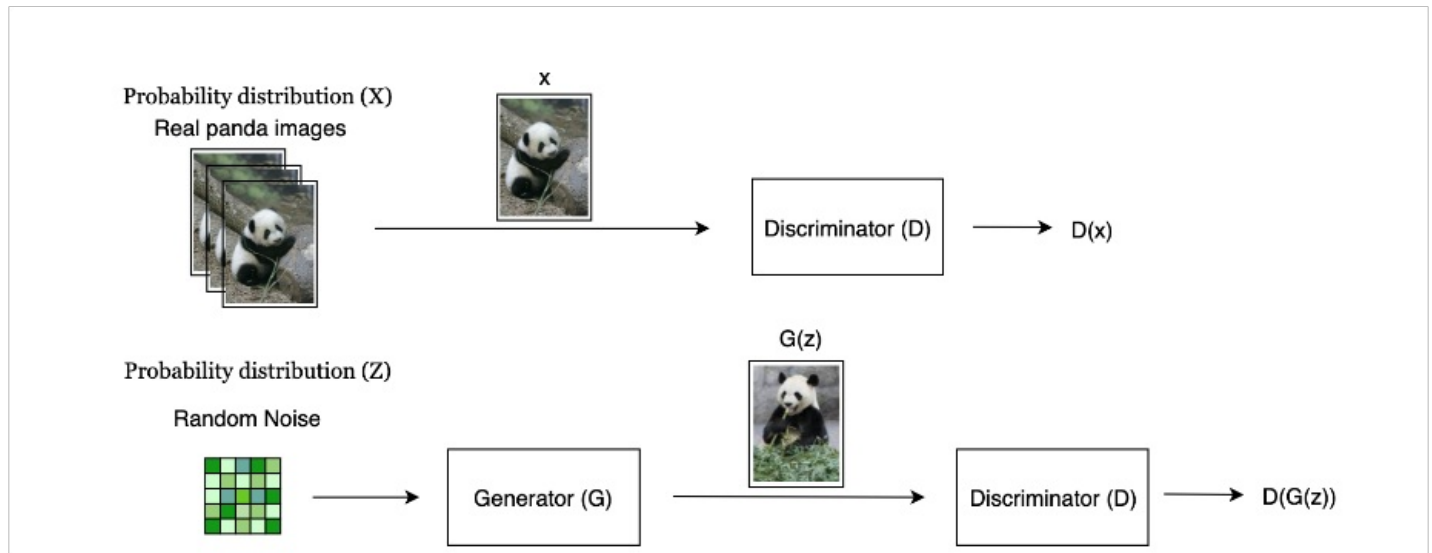 Probability distribution (X)
Real panda images
x
Discriminator (D)
D(x)
Probability distribution (Z)
Random Noise
Generator (G)
G(z)
Discriminator (D)
D(G(z))